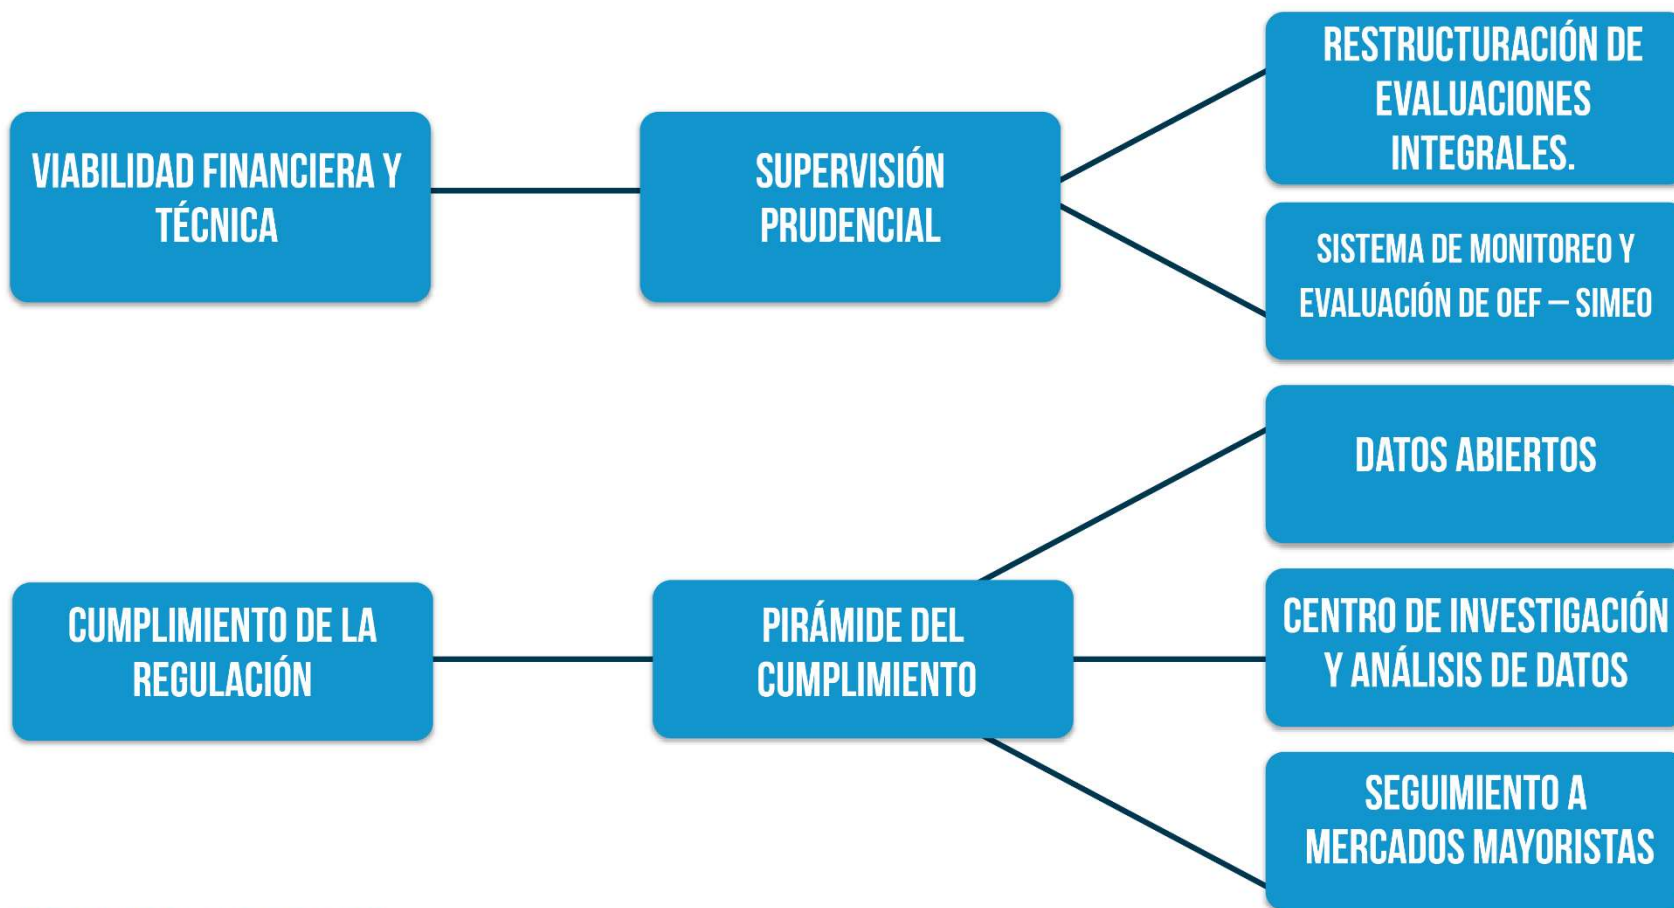 VIABILIDAD FINANCIERA Y
TÉCNICA
SUPERVISIÓN
PRUDENCIAL
RESTRUCTURACIÓN DE
EVALUACIONES
INTEGRALES.
SISTEMA DE MONITOREO Y
EVALUACIÓN DE OEF – SIMEO
CUMPLIMIENTO DE LA
REGULACIÓN
PIRÁMIDE DEL
CUMPLIMIENTO
DATOS ABIERTOS
CENTRO DE INVESTIGACIÓN
Y ANÁLISIS DE DATOS
SEGUIMIENTO A
MERCADOS MAYORISTAS